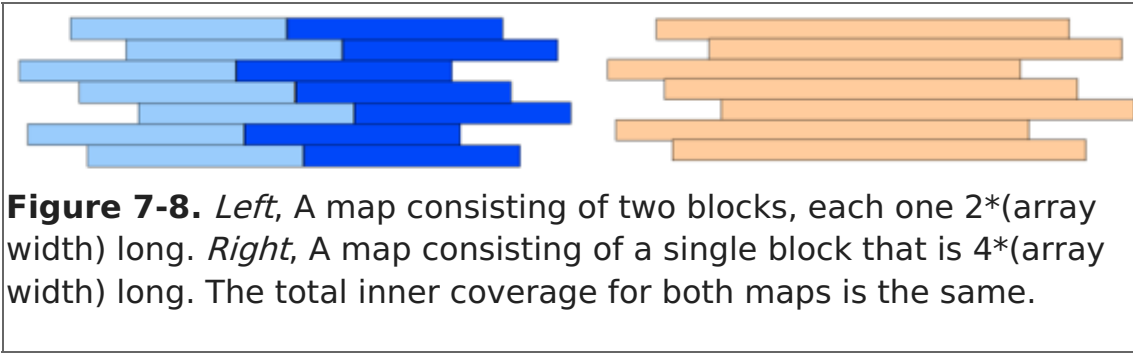 Figure 7-8. Left, A map consisting of two blocks, each one 2*(array
width) long. Right, A map consisting of a single block that is 4*(array
width) long. The total inner coverage for both maps is the same.